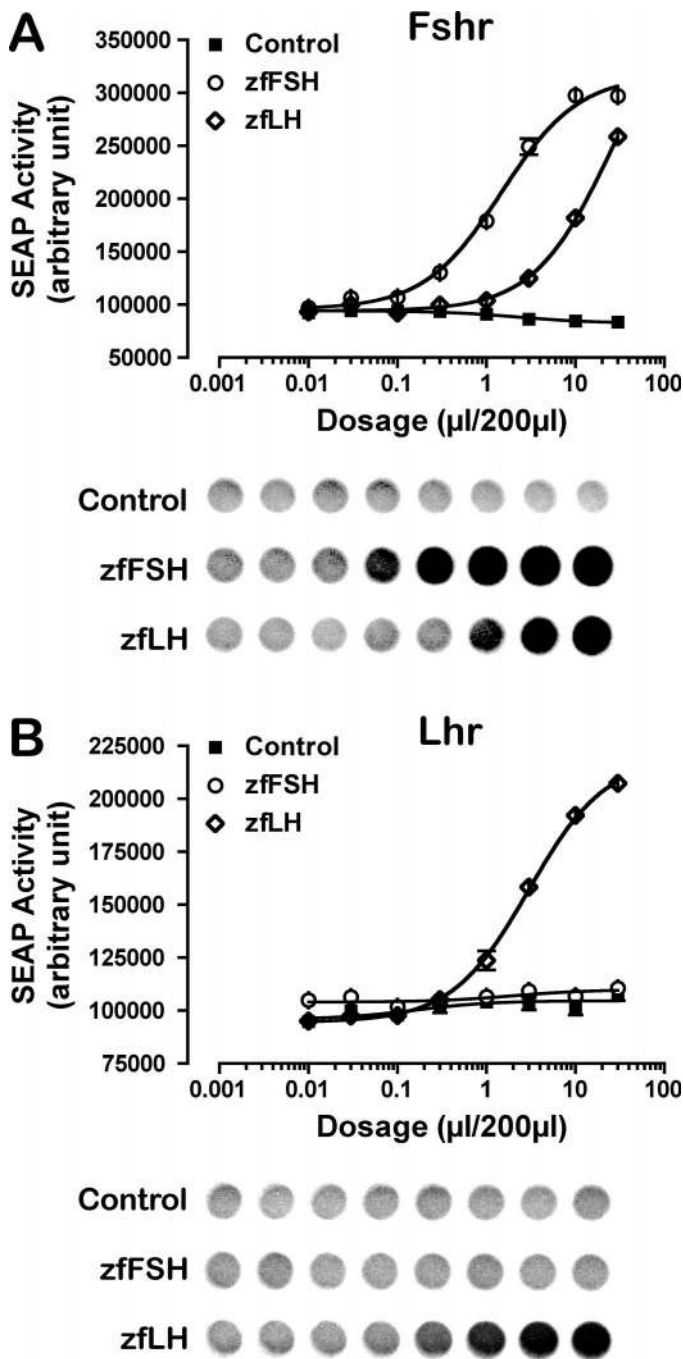 A
Fshr
350000
300000
250000
200000
150000
100000
50000
SEAP Activity
(arbitrary unit)
Control
zfFSH
zfLH
0.001
0.01
0.1
1
10
100
Dosage (µl/200µl)
Control
zfFSH
zfLH
B
Lhr
225000
200000
175000
150000
125000
100000
75000
SEAP Activity
(arbitrary unit)
Control
zfFSH
zfLH
0.001
0.01
0.1
1
10
100
Dosage (µl/200µl)
Control
zfFSH
zfLH